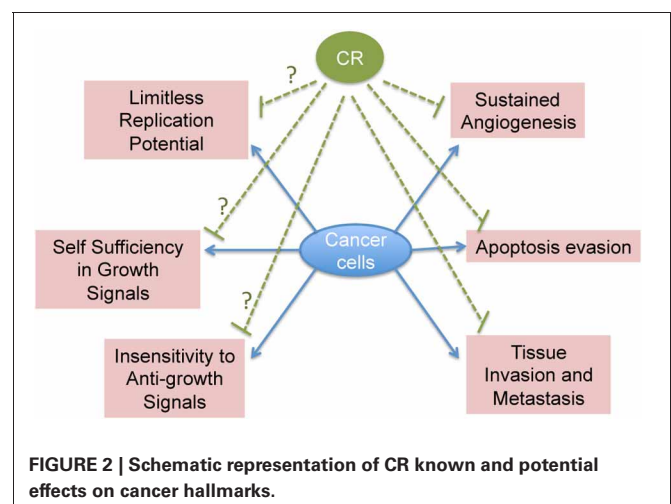 CR
?
Limitless
Replication
Potential
Sustained
Angiogenesis
?
Self Sufficiency
in Growth
Signals
Cancer
cells
Apoptosis evasion
?
Insensitivity to
Anti-growth
Signals
Tissue
Invasion and
Metastasis
FIGURE 2 | Schematic representation of CR known and potential
effects on cancer hallmarks.